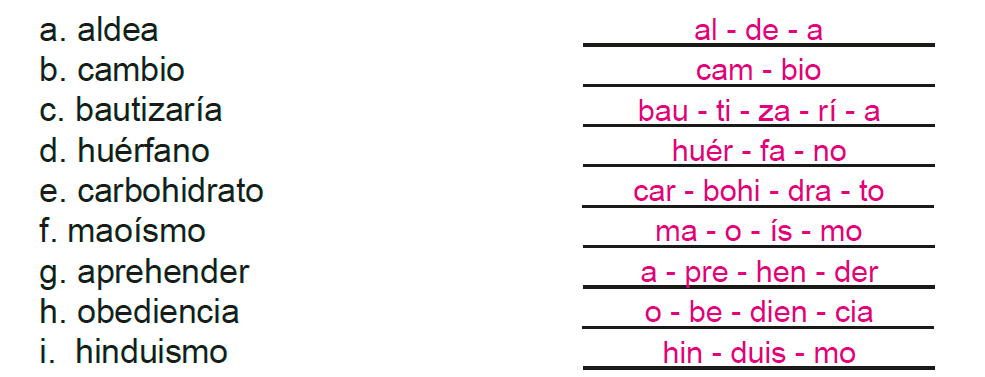 a. aldea al - de - a
b. cambio cam - bio
c. bautizaría bau - ti - za - rí - a
d. huérfano huér - fa - no
e. carbohidrato car - bohi - dra - to
f. maoísmo ma - o - ís - mo
g. aprehender a - pre - hen - der
h. obediencia o - be - dien - cia
i. hinduismo hin - duis - mo